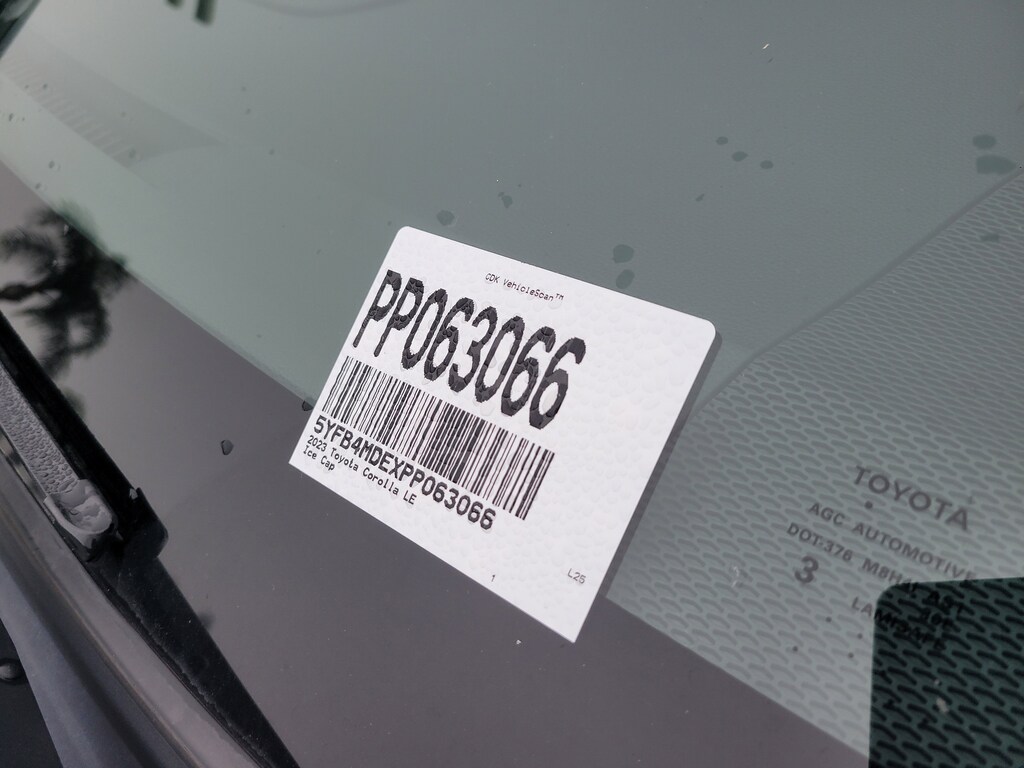 CDK VehicleScan™
PP063066
5YFB4MDEXPP063066
2023 Toyota Corolla LE
Ice Cap
1
L25
TOYOTA
AGC AUTOMOTIVE
DOT-376
3